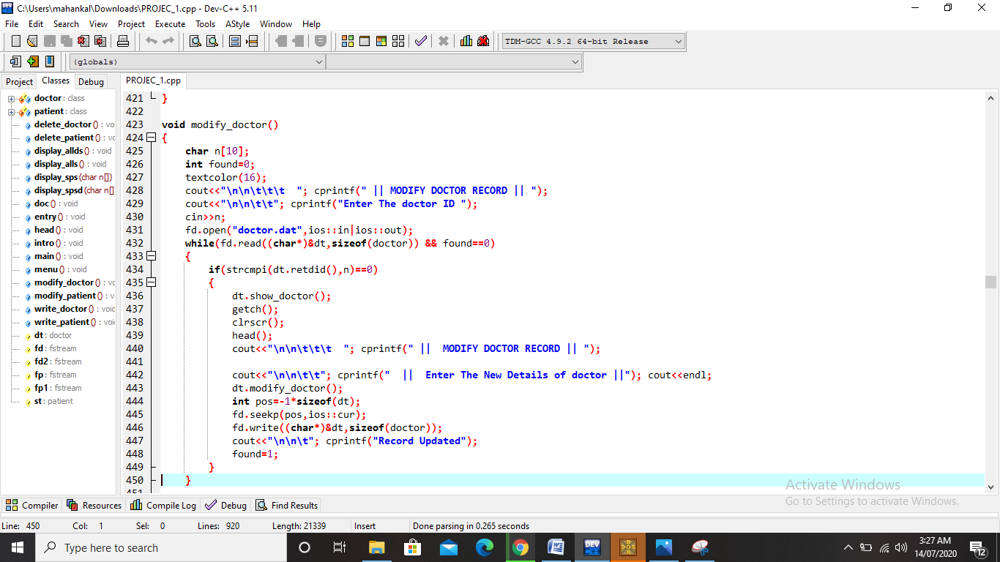 C:\Users\mahankal\Downloads\PROJEC_1.cpp - Dev-C++ 5.11
File Edit Search View Project Execute Tools AStyle Window Help
TDM-GCC 4.9.2 64-bit Release
(globals)
Project Classes Debug
PROJEC_1.cpp
doctor : class
patient : class
delete_doctor () : vo
delete_patient () : vo
display_allds () : void
display_alls () : void
display_sps (char n[])
display_spsd (char n[]
doc () : void
entry () : void
head () : void
intro () : void
main () : void
menu () : void
modify_doctor () : vo
modify_patient () : v
write_doctor () : void
write_patient () : voi
dt : doctor
fd : fstream
fd2 : fstream
fp : fstream
fp1 : fstream
st : patient
421 }
422
423 void modify_doctor()
424 {
425 char n[10];
426 int found=0;
427 textcolor(16);
428 cout<<"\n\n\t\t\t  "; cprintf(" || MODIFY DOCTOR RECORD || ");
429 cout<<"\n\n\t\t"; cprintf("Enter The doctor ID ");
430 cin>>n;
431 fd.open("doctor.dat",ios::in|ios::out);
432 while(fd.read((char*)&dt,sizeof(doctor)) && found==0)
433 {
434 if(strcmpi(dt.retdid(),n)==0)
435 {
436 dt.show_doctor();
437 getch();
438 clrscr();
439 head();
440 cout<<"\n\n\t\t\t  "; cprintf(" ||  MODIFY DOCTOR RECORD || ");
441
442 cout<<"\n\n\t\t"; cprintf("  ||  Enter The New Details of doctor ||"); cout<<endl;
443 dt.modify_doctor();
444 int pos=-1*sizeof(dt);
445 fd.seekp(pos,ios::cur);
446 fd.write((char*)&dt,sizeof(doctor));
447 cout<<"\n\n\t"; cprintf("Record Updated");
448 found=1;
449 }
450 }
451
Activate Windows
Go to Settings to activate Windows.
Compiler Resources Compile Log Debug Find Results
Line: 450 Col: 1 Sel: 0 Lines: 920 Length: 21339 Insert Done parsing in 0.265 seconds
Type here to search
DEV
DOS
BOX
3:27 AM
14/07/2020
12